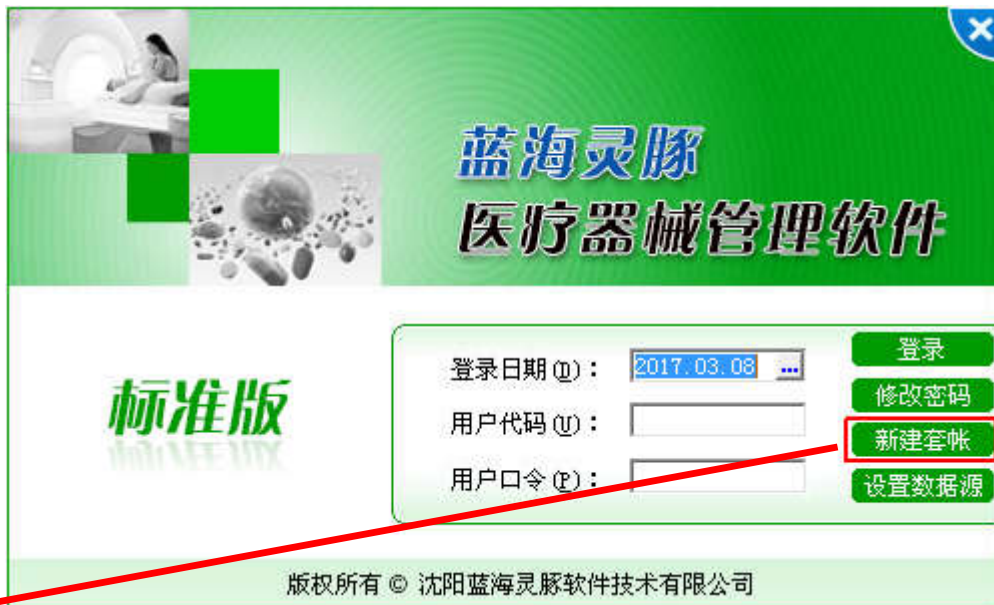 蓝海灵豚
医疗器械管理软件
标准版
登录日期(D)：
2017.03.08 ...
用户代码(U)：
用户口令(P)：
登录
修改密码
新建套帐
设置数据源
版权所有 © 沈阳蓝海灵豚软件技术有限公司